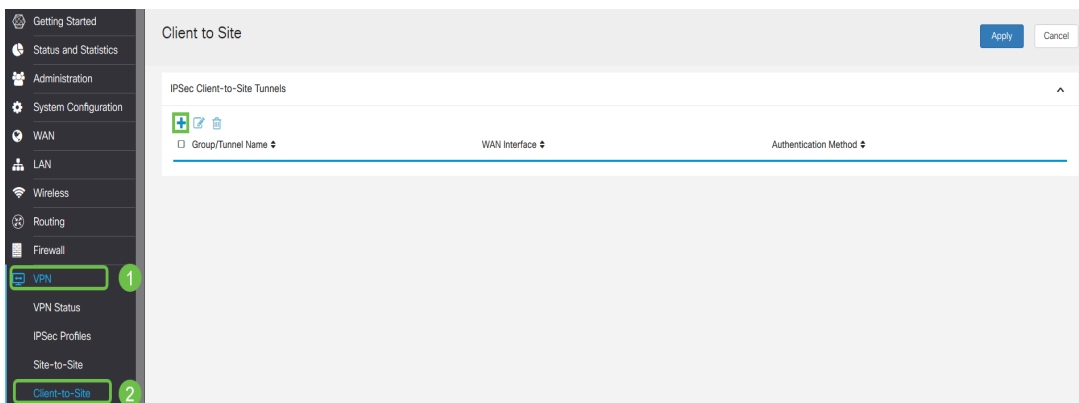 Getting Started
Status and Statistics
Administration
System Configuration
WAN
LAN
Wireless
Routing
Firewall
VPN
1
VPN Status
IPSec Profiles
Site-to-Site
Client-to-Site
2
Client to Site
Apply
Cancel
IPSec Client-to-Site Tunnels
Group/Tunnel Name
WAN Interface
Authentication Method